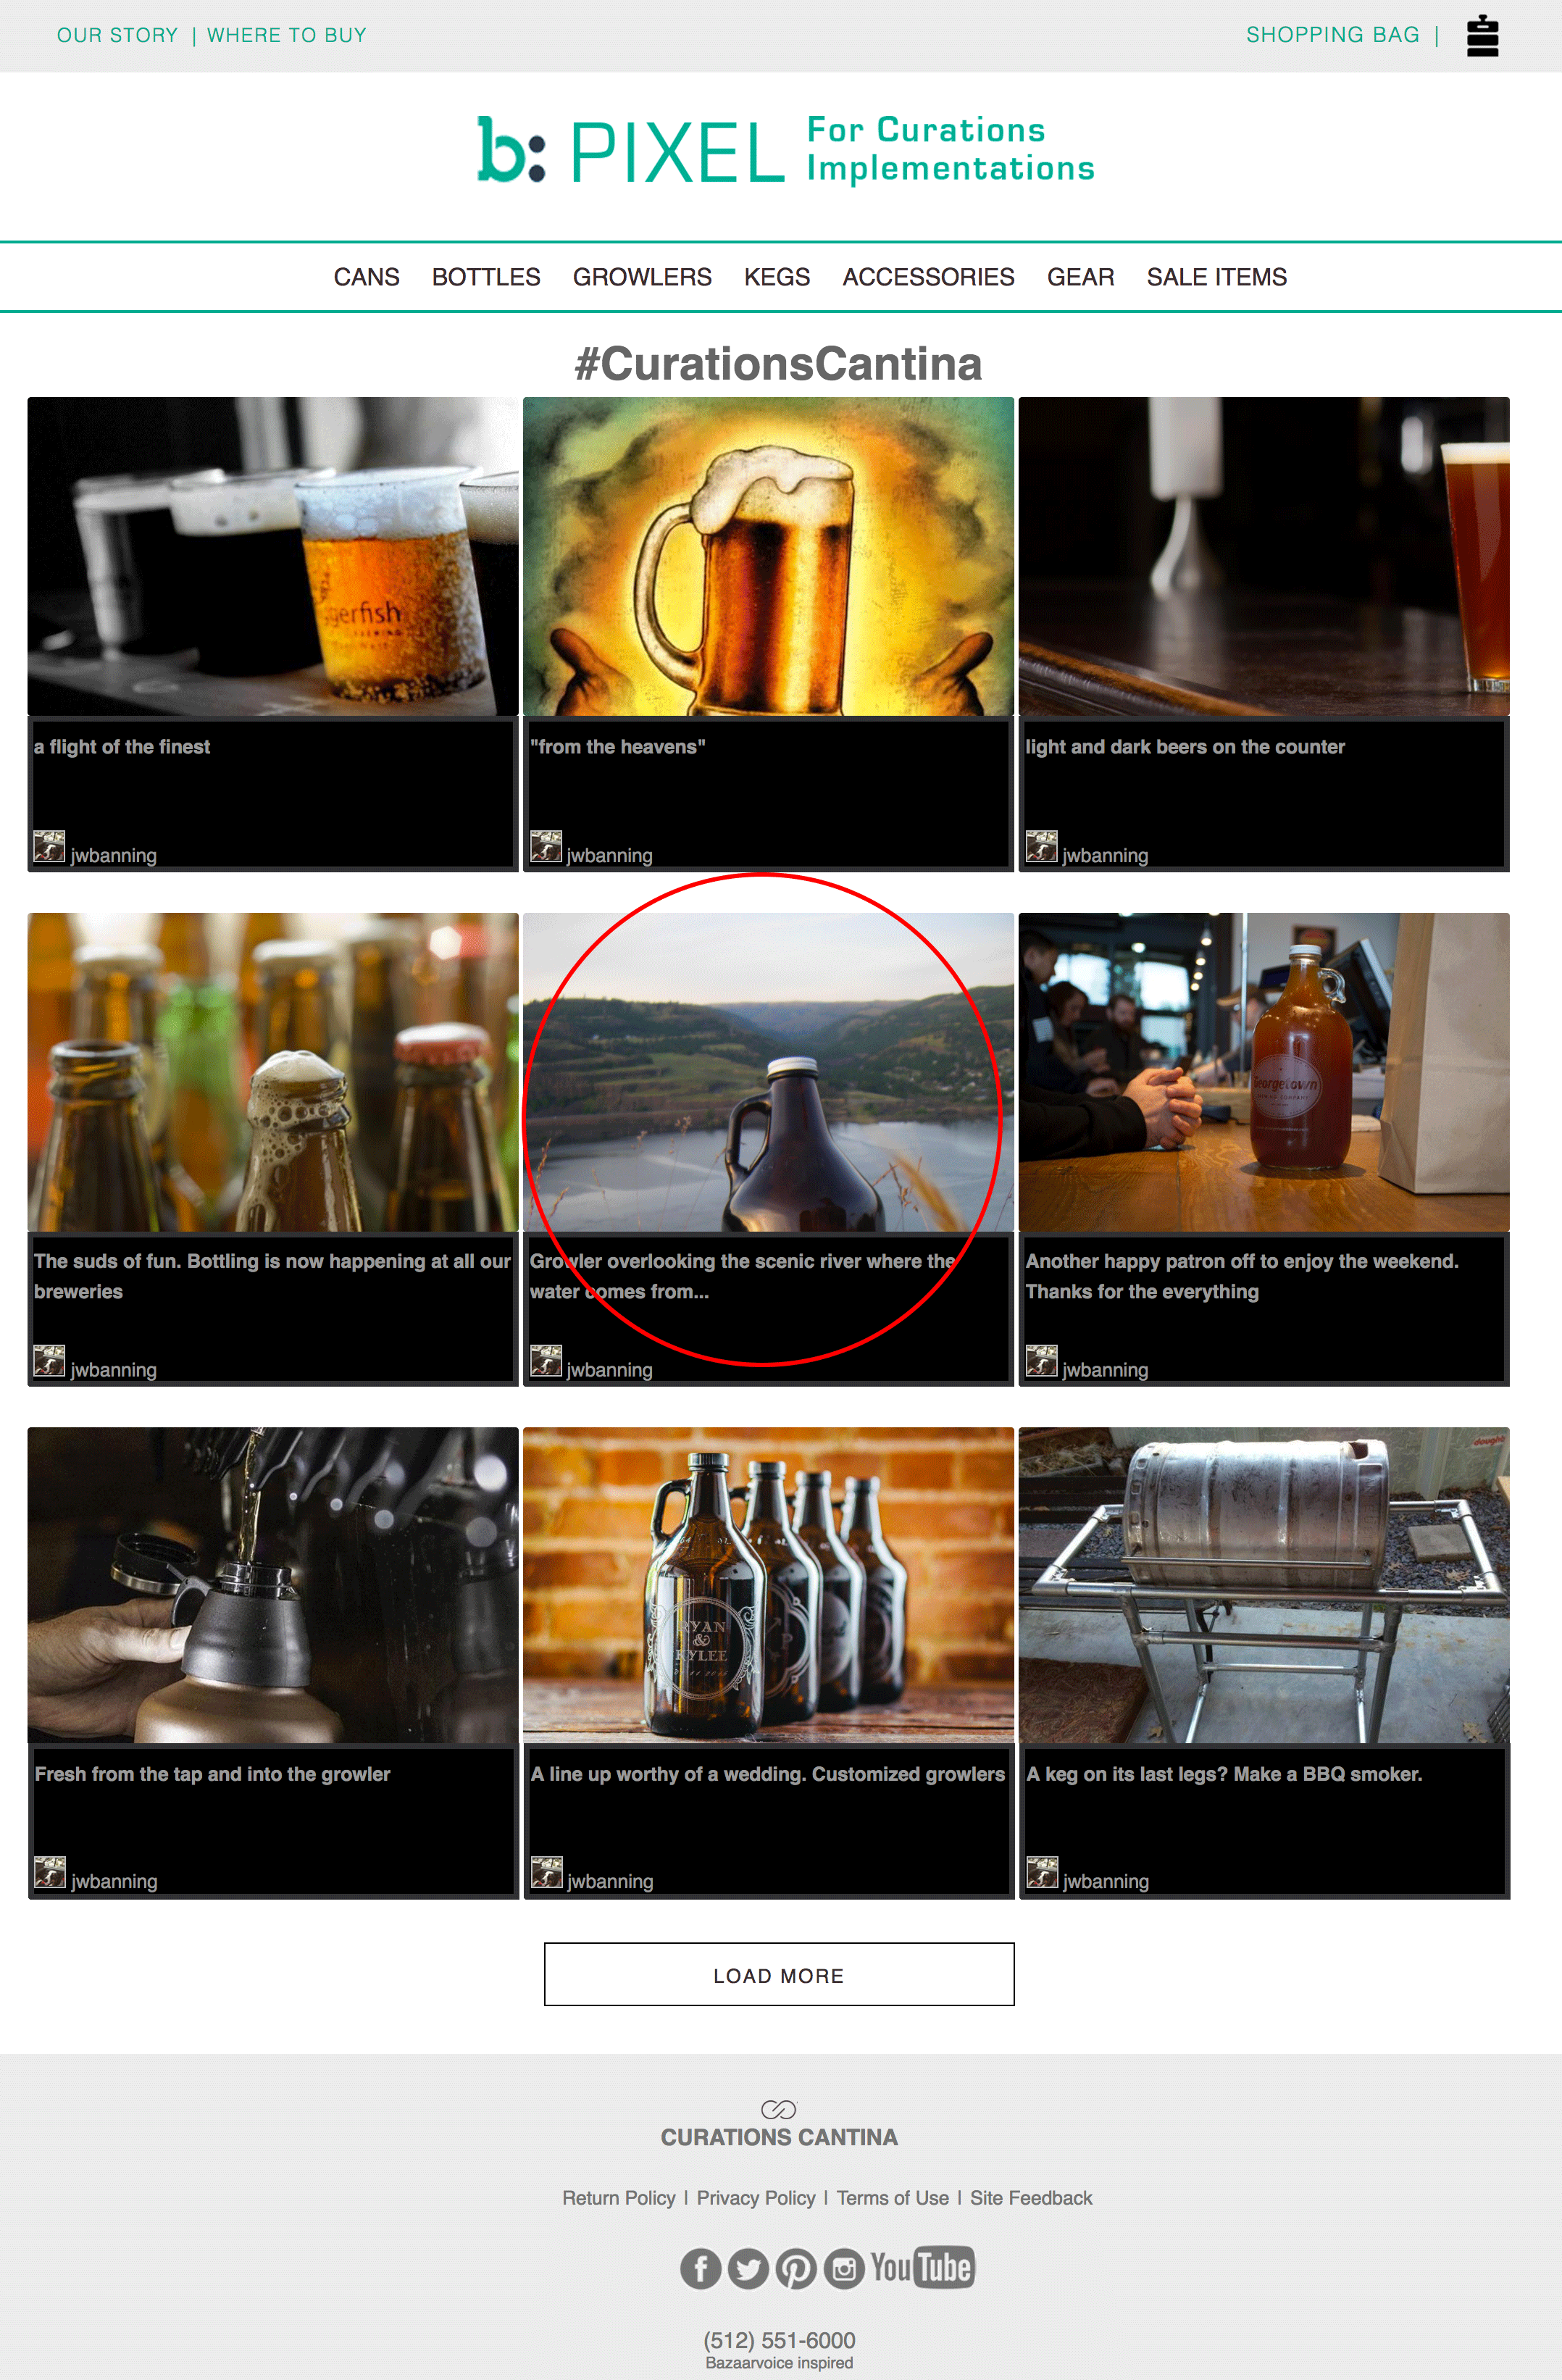 OUR STORY | WHERE TO BUY
SHOPPING BAG |
b: PIXEL For Curations
Implementations
CANS BOTTLES GROWLERS KEGS ACCESSORIES GEAR SALE ITEMS
#CurationsCantina
gerfish
a flight of the finest
"from the heavens"
light and dark beers on the counter
jwbanning
jwbanning
jwbanning
Georgetown
The suds of fun. Bottling is now happening at all our
breweries
Growler overlooking the scenic river where the
water comes from...
Another happy patron off to enjoy the weekend.
Thanks for the everything
jwbanning
jwbanning
jwbanning
RYAN
&
KYLEE
Fresh from the tap and into the growler
A line up worthy of a wedding. Customized growlers
A keg on its last legs? Make a BBQ smoker.
jwbanning
jwbanning
jwbanning
LOAD MORE
CURATIONS CANTINA
Return Policy | Privacy Policy | Terms of Use | Site Feedback
YouTube
(512) 551-6000
Bazaarvoice inspired